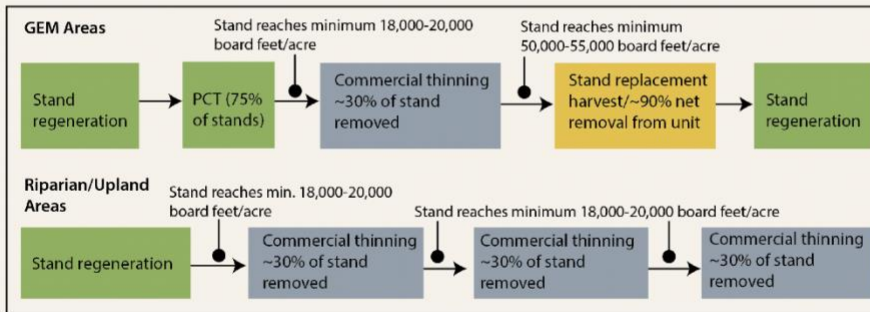 GEM Areas
Stand reaches minimum 18,000-20,000
board feet/acre
Stand reaches minimum
50,000-55,000 board feet/acre
Stand
regeneration
PCT (75%
of stands)
Commercial thinning
~30% of stand
removed
Stand replacement
harvest/~90% net
removal from unit
Stand
regeneration
Riparian/Upland
Areas
Stand reaches min. 18,000-20,000
board feet/acre
Stand reaches minimum 18,000-20,000 board feet/acre
Stand regeneration
Commercial thinning
~30% of stand
removed
Commercial thinning
~30% of stand
removed
Commercial thinning
~30% of stand
removed